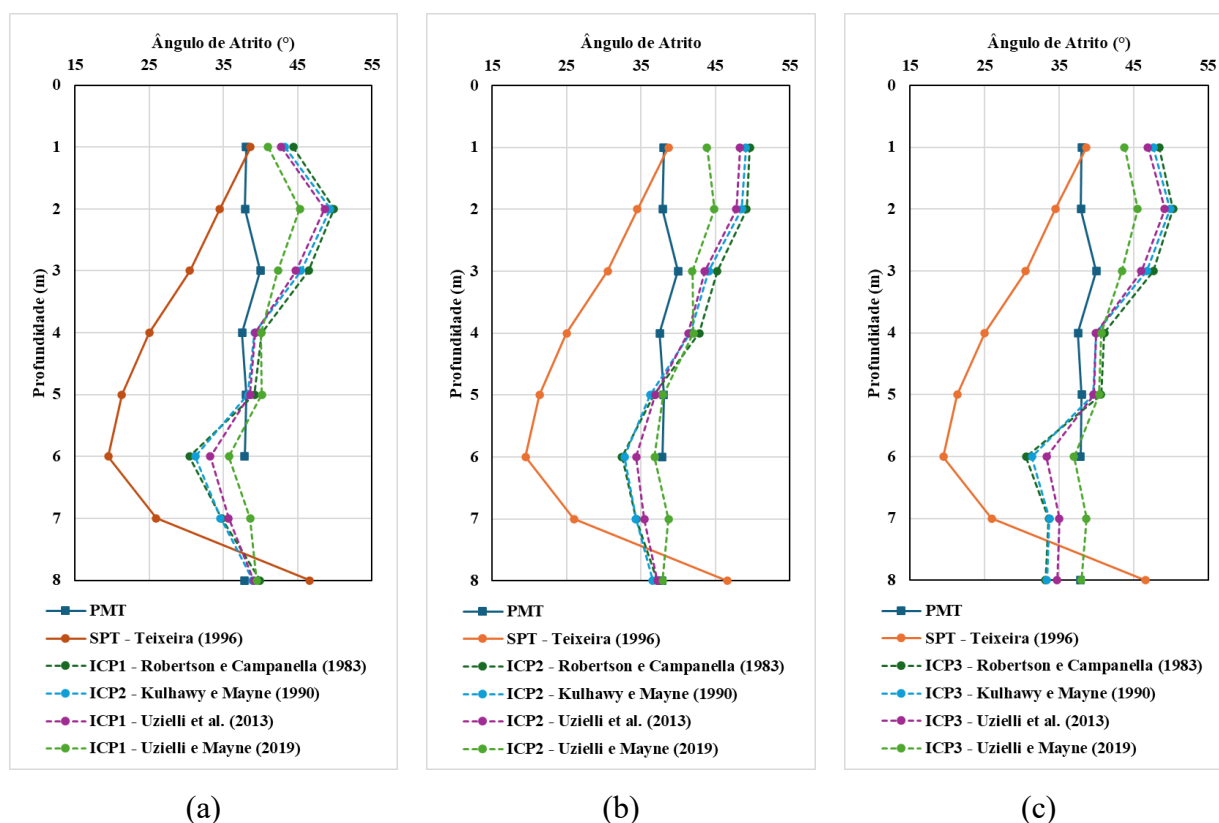 Ângulo de Atrito (°)
15 25 35 45 55
0
1
2
3
4
5
6
7
8
Profundidade (m)
PMT
SPT - Teixeira (1996)
ICP1 - Robertson e Campanella (1983)
ICP2 - Kulhawy e Mayne (1990)
ICP1 - Uzielli et al. (2013)
ICP1 - Uzielli e Mayne (2019)
(a)
Ângulo de Atrito
15 25 35 45 55
0
1
2
3
4
5
6
7
8
Profundidade (m)
PMT
SPT - Teixeira (1996)
ICP2 - Robertson e Campanella (1983)
ICP2 - Kulhawy e Mayne (1990)
ICP2 - Uzielli et al. (2013)
ICP2 - Uzielli e Mayne (2019)
(b)
Ângulo de Atrito (°)
15 25 35 45 55
0
1
2
3
4
5
6
7
8
Profundidade (m)
PMT
SPT - Teixeira (1996)
ICP3 - Robertson e Campanella (1983)
ICP3 - Kulhawy e Mayne (1990)
ICP3 - Uzielli et al. (2013)
ICP3 - Uzielli e Mayne (2019)
(c)